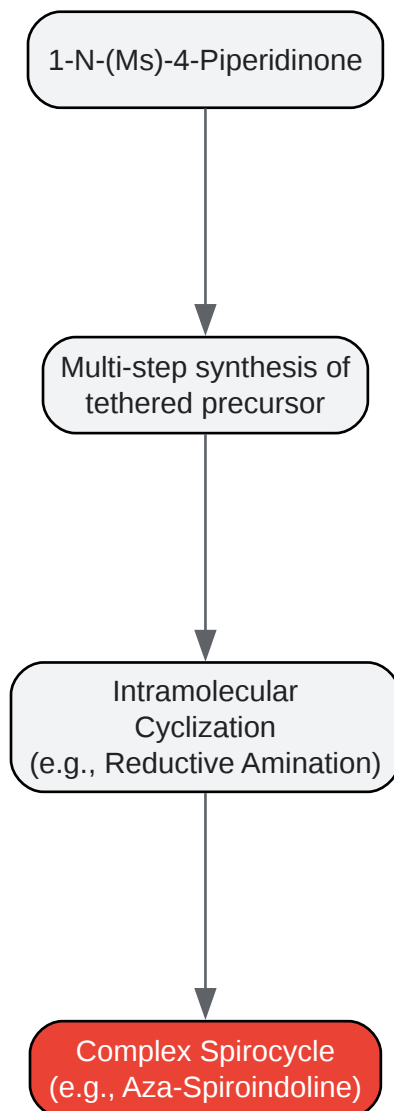 1-N-(Ms)-4-Piperidinone
Multi-step synthesis of
tethered precursor
Intramolecular
Cyclization
(e.g., Reductive Amination)
Complex Spirocycle
(e.g., Aza-Spiroindoline)